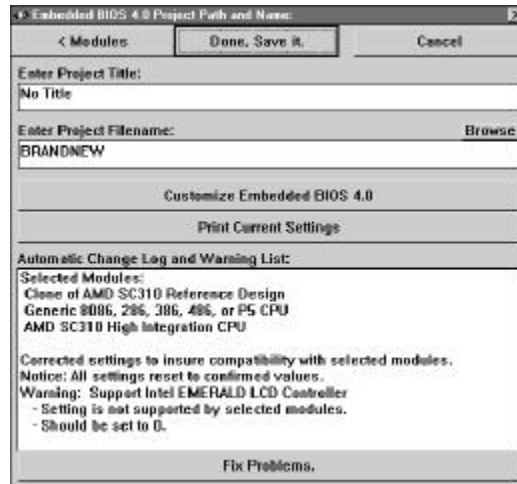 Embedded BIOS 4.0 Project Path and Name:
< Modules Done, Save it. Cancel
Enter Project Title:
No Title
Enter Project Filename: Browse
BRANDNEW
Customize Embedded BIOS 4.0
Print Current Settings
Automatic Change Log and Warning List:
Selected Modules:
Clone of AMD SC310 Reference Design
Generic 8086, 286, 386, 486, or P5 CPU
AMD SC310 High Integration CPU
Corrected settings to insure compatibility with selected modules.
Notice: All settings reset to confirmed values.
Warning: Support Intel EMERALD LCD Controller
- Setting is not supported by selected modules.
- Should be set to 0.
Fix Problems.